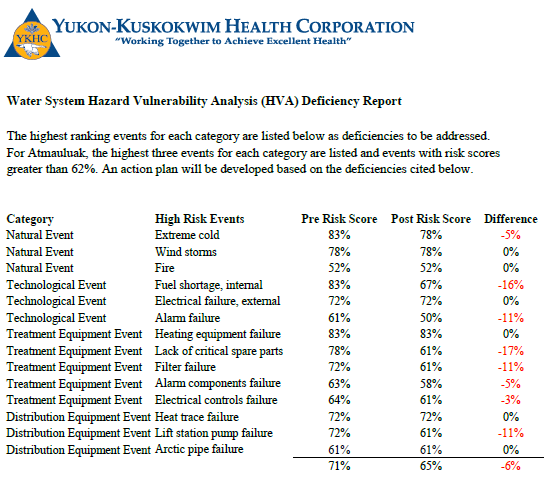 YUKON-KUSKOKWIM HEALTH CORPORATION
YKHC
"Working Together to Achieve Excellent Health"
Water System Hazard Vulnerability Analysis (HVA) Deficiency Report
The highest ranking events for each category are listed below as deficiencies to be addressed.
For Atmauluak, the highest three events for each category are listed and events with risk scores
greater than 62%. An action plan will be developed based on the deficiencies cited below.
Category High Risk Events Pre Risk Score Post Risk Score Difference
Natural Event Extreme cold 83% 78% -5%
Natural Event Wind storms 78% 78% 0%
Natural Event Fire 52% 52% 0%
Technological Event Fuel shortage, internal 83% 67% -16%
Technological Event Electrical failure, external 72% 72% 0%
Technological Event Alarm failure 61% 50% -11%
Treatment Equipment Event Heating equipment failure 83% 83% 0%
Treatment Equipment Event Lack of critical spare parts 78% 61% -17%
Treatment Equipment Event Filter failure 72% 61% -11%
Treatment Equipment Event Alarm components failure 63% 58% -5%
Treatment Equipment Event Electrical controls failure 64% 61% -3%
Distribution Equipment Event Heat trace failure 72% 72% 0%
Distribution Equipment Event Lift station pump failure 72% 61% -11%
Distribution Equipment Event Arctic pipe failure 61% 61% 0%
71% 65% -6%